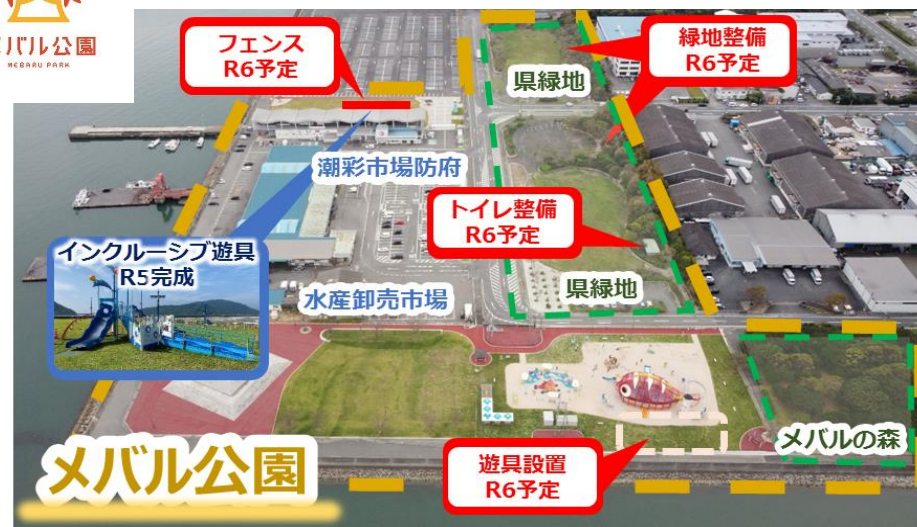 バル公園
MEBARU PARK
フェンス
R6予定
緑地整備
R6予定
県緑地
潮彩市場防府
トイレ整備
R6予定
インクルーシブ遊具
R5完成
水産卸売市場
県緑地
メバルの森
メバル公園
遊具設置
R6予定